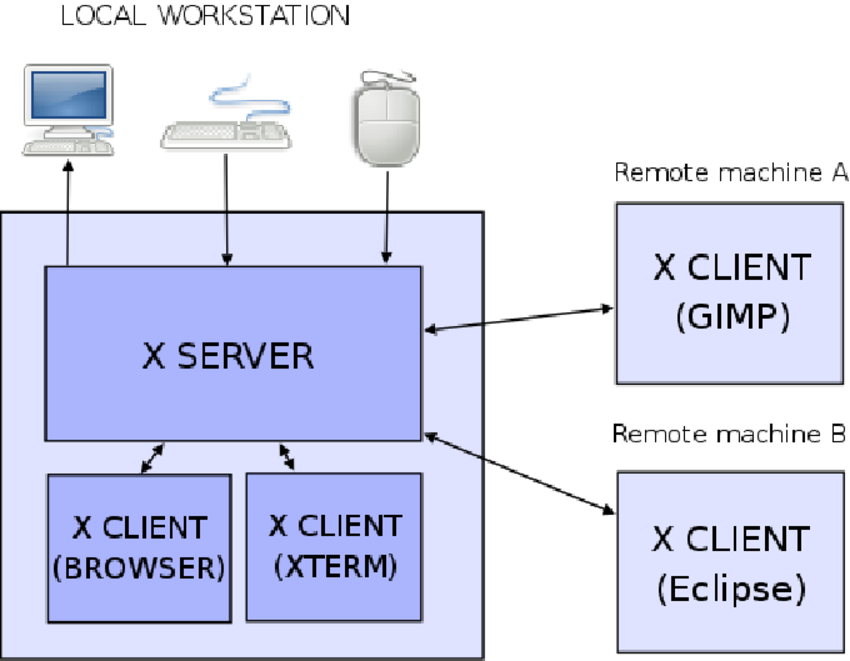 LOCAL WORKSTATION
Remote machine A
X CLIENT
(GIMP)
X SERVER
Remote machine B
X CLIENT
(BROWSER)
X CLIENT
(XTERM)
X CLIENT
(Eclipse)